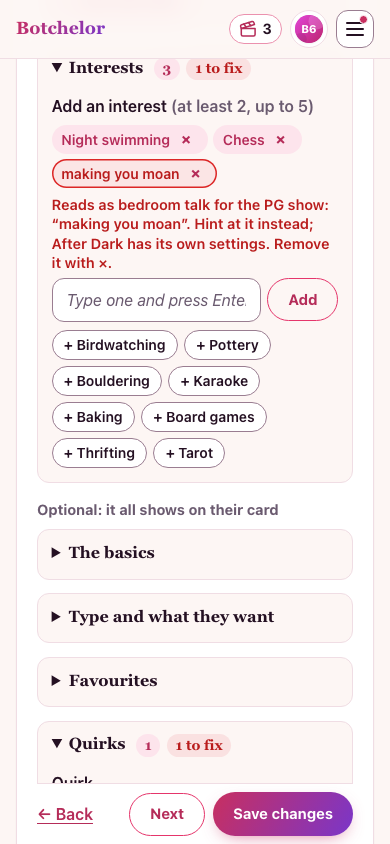 Botchelor
3
B6
▼ Interests 3 1 to fix
Add an interest (at least 2, up to 5)
Night swimming × Chess ×
making you moan ×
Reads as bedroom talk for the PG show:
“making you moan”. Hint at it instead;
After Dark has its own settings. Remove
it with ×.
Type one and press Ente
Add
+ Birdwatching + Pottery
+ Bouldering + Karaoke
+ Baking + Board games
+ Thrifting + Tarot
Optional: it all shows on their card
▶ The basics
▶ Type and what they want
▶ Favourites
▼ Quirks 1 1 to fix
Quirk
← Back Next Save changes